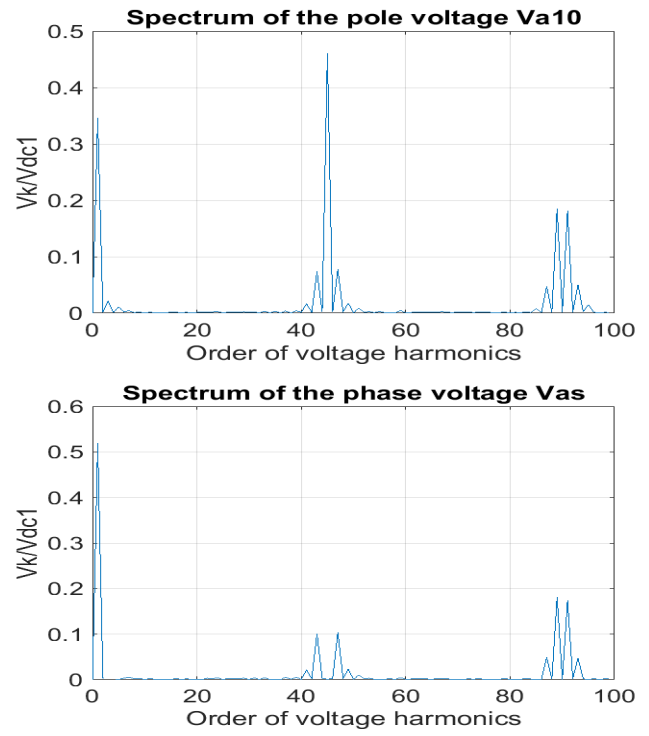 Spectrum of the pole voltage Va10
0.5
0.4
0.3
0.2
0.1
0
Vk/Vdc1
0 20 40 60 80 100
Order of voltage harmonics
Spectrum of the phase voltage Vas
0.6
0.5
0.4
0.3
0.2
0.1
0
Vk/Vdc1
0 20 40 60 80 100
Order of voltage harmonics